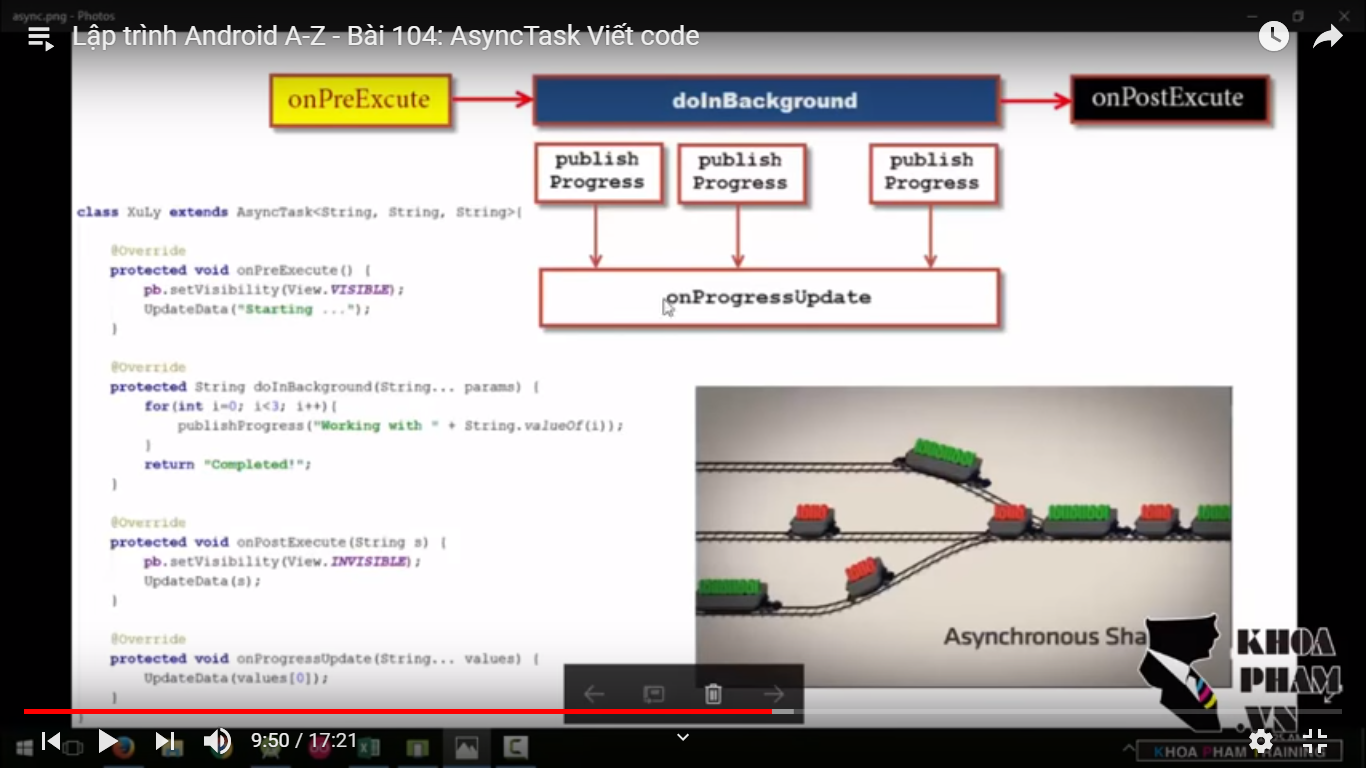 async.png - Photos
Lập trình Android A-Z - Bài 104: AsyncTask Viết code
onPreExcute
doInBackground
onPostExcute
publish
Progress
publish
Progress
publish
Progress
onProgressUpdate
class XuLy extends AsyncTask<String, String, String>{
@Override
protected void onPreExecute() {
pb.setVisibility(View.VISIBLE);
UpdateData("Starting ...");
}
@Override
protected String doInBackground(String... params) {
for(int i=0; i<3; i++){
publishProgress("Working with " + String.valueOf(i));
}
return "Completed!";
}
@Override
protected void onPostExecute(String s) {
pb.setVisibility(View.INVISIBLE);
UpdateData(s);
}
@Override
protected void onProgressUpdate(String... values) {
UpdateData(values[0]);
}
}
Asynchronous Sha
KHOA
PHAM
.VN
9:50 / 17:21
KHOA PHAM TRAINING